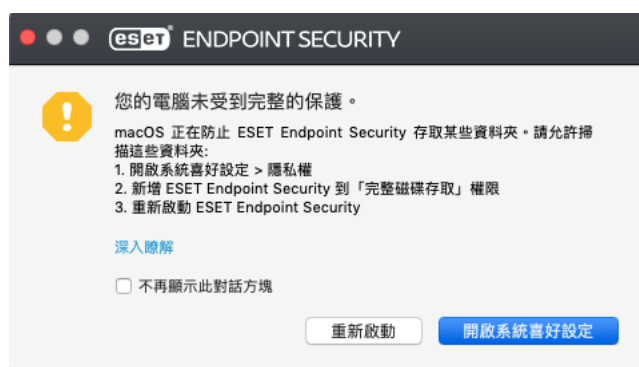 eset ENDPOINT SECURITY
您的電腦未受到完整的保護。
macOS 正在防止 ESET Endpoint Security 存取某些資料夾。請允許掃
描這些資料夾:
1. 開啟系統喜好設定 > 隱私權
2. 新增 ESET Endpoint Security 到「完整磁碟存取」權限
3. 重新啟動 ESET Endpoint Security
深入瞭解
不再顯示此對話方塊
重新啟動
開啟系統喜好設定